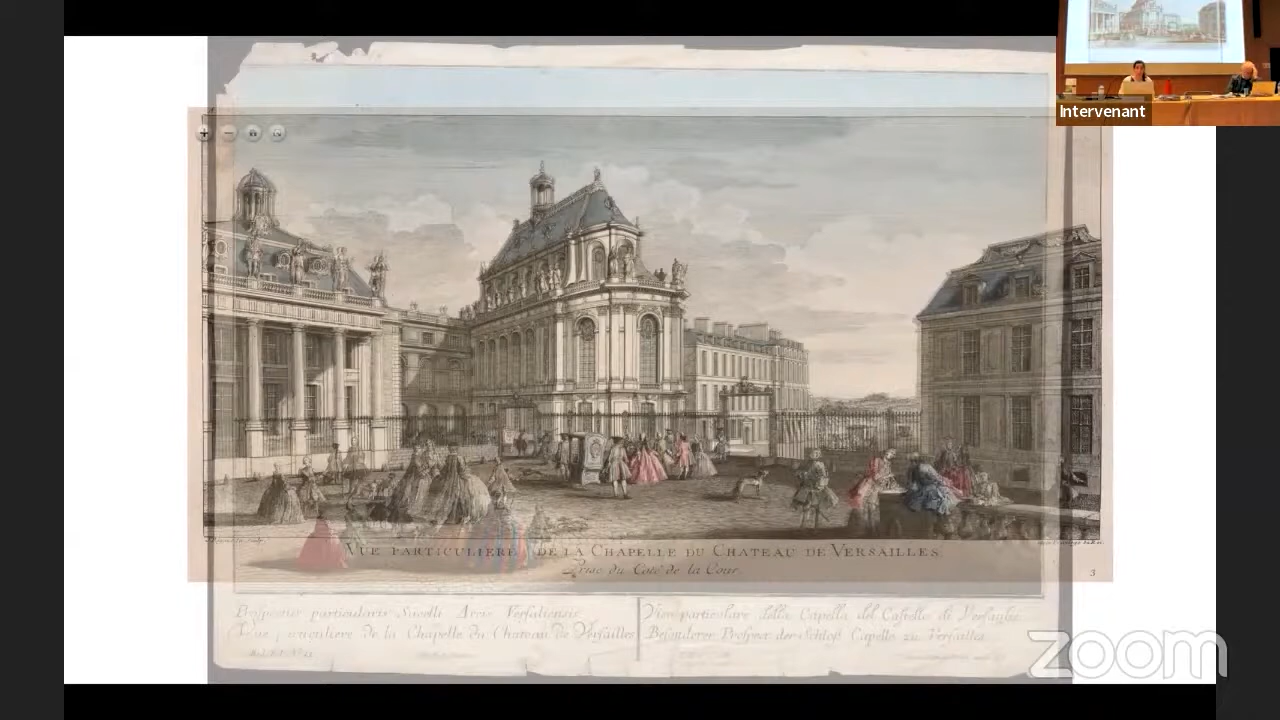 Intervenant
VUE PARTICULIERE DE LA CHAPELLE DU CHATEAU DE VERSAILLES
Prise du Coté de la Cour.
3
Prospectus particularis Sacelli Arcis Versaliensis
Vue particuliere de la Chapelle du Chateau de Versailles
Vista particolare della Capella del Castello di Versaglie
Besonderer Prospect der Schloss Capelle zu Versailles
zoom